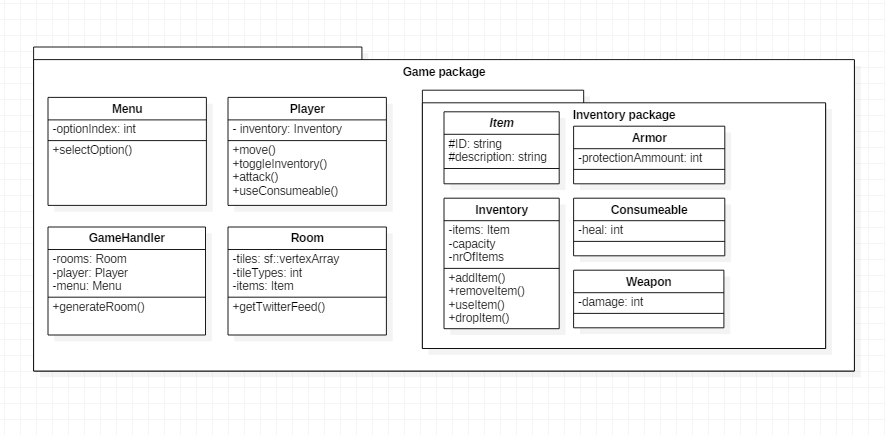 Game package
Menu
-optionIndex: int
+selectOption()
Player
- inventory: Inventory
+move()
+toggleInventory()
+attack()
+useConsumeable()
GameHandler
-rooms: Room
-player: Player
-menu: Menu
+generateRoom()
Room
-tiles: sf::vertexArray
-tileTypes: int
-items: Item
+getTwitterFeed()
Inventory package
Item
#ID: string
#description: string
Armor
-protectionAmmount: int
Inventory
-items: Item
-capacity
-nrOfItems
+addItem()
+removeItem()
+useItem()
+dropItem()
Consumeable
-heal: int
Weapon
-damage: int